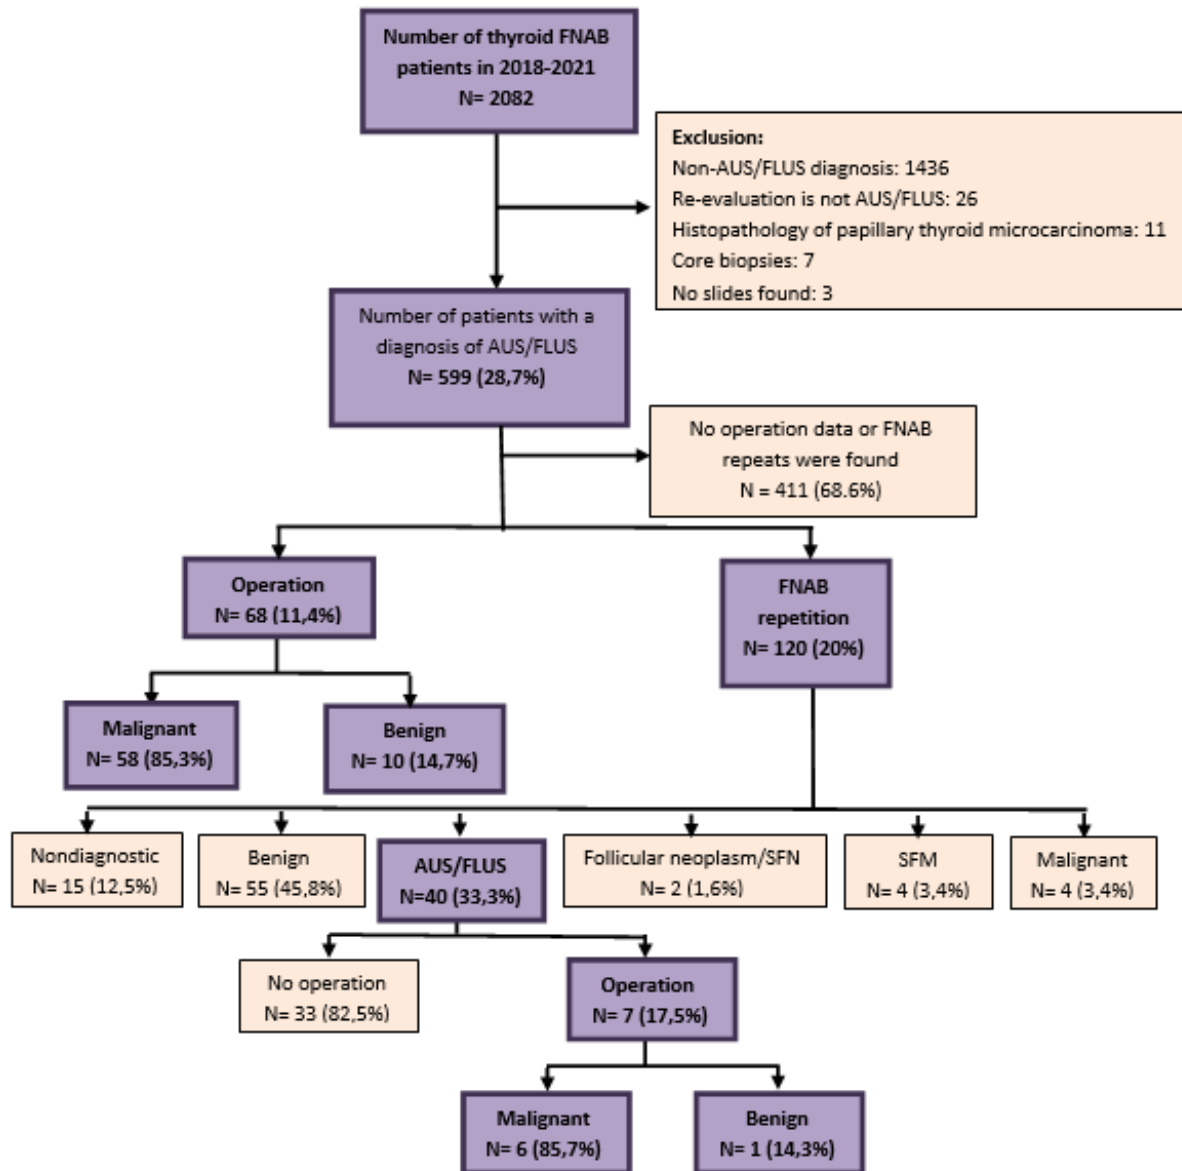 Number of thyroid FNAB
patients in 2018-2021
N= 2082
Exclusion:
Non-AUS/FLUS diagnosis: 1436
Re-evaluation is not AUS/FLUS: 26
Histopathology of papillary thyroid microcarcinoma: 11
Core biopsies: 7
No slides found: 3
Number of patients with a
diagnosis of AUS/FLUS
N= 599 (28,7%)
No operation data or FNAB
repeats were found
N = 411 (68.6%)
Operation
N= 68 (11,4%)
FNAB
repetition
N= 120 (20%)
Malignant
N= 58 (85,3%)
Benign
N= 10 (14,7%)
Nondiagnostic
N= 15 (12,5%)
Benign
N= 55 (45,8%)
AUS/FLUS
N=40 (33,3%)
Follicular neoplasm/SFN
N= 2 (1,6%)
SFM
N= 4 (3,4%)
Malignant
N= 4 (3,4%)
No operation
N= 33 (82,5%)
Operation
N= 7 (17,5%)
Malignant
N= 6 (85,7%)
Benign
N= 1 (14,3%)